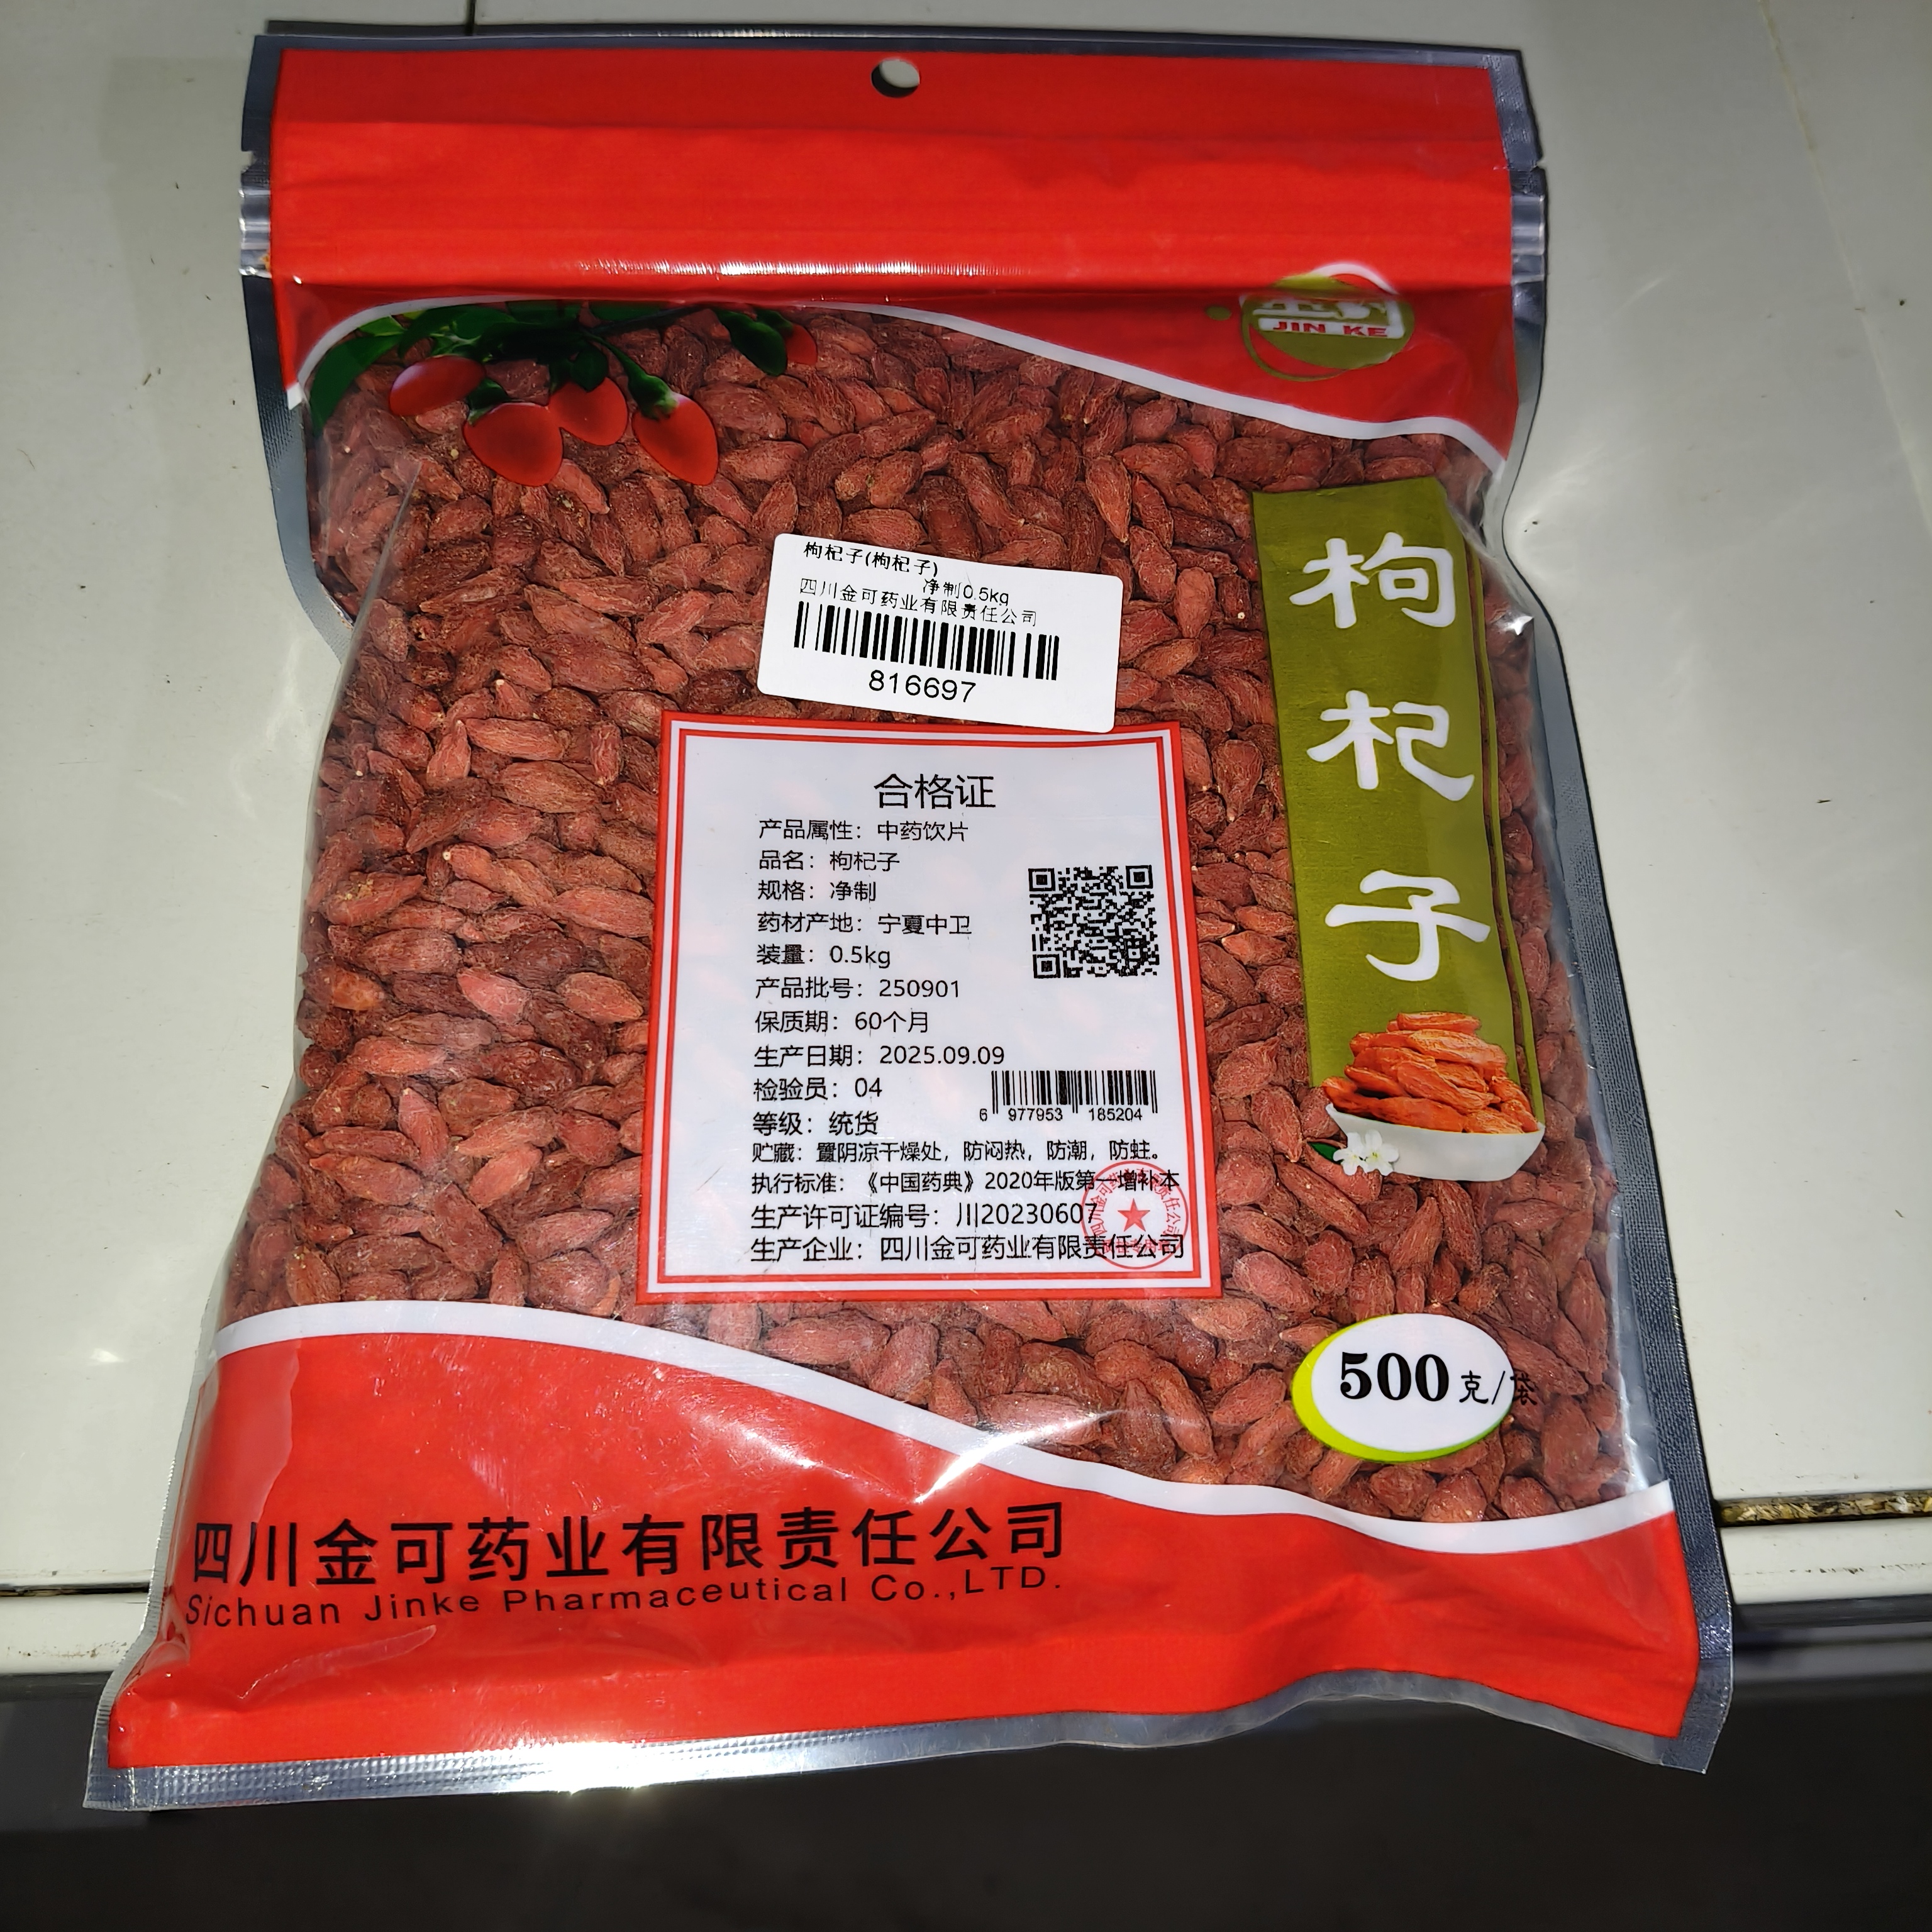 JIN KE
枸杞子
枸杞子(枸杞子)
净制0.5kg
四川金可药业有限责任公司
816697
合格证
产品属性：中药饮片
品名：枸杞子
规格：净制
药材产地：宁夏中卫
装量：0.5kg
产品批号：250901
保质期：60个月
生产日期：2025.09.09
检验员：04
6 977953 185204
等级：统货
贮藏：置阴凉干燥处，防闷热，防潮，防蛀。
执行标准：《中国药典》2020年版第一增补本
生产许可证编号：川20230607
生产企业：四川金可药业有限责任公司
500克/袋
四川金可药业有限责任公司
Sichuan Jinke Pharmaceutical Co.,LTD.